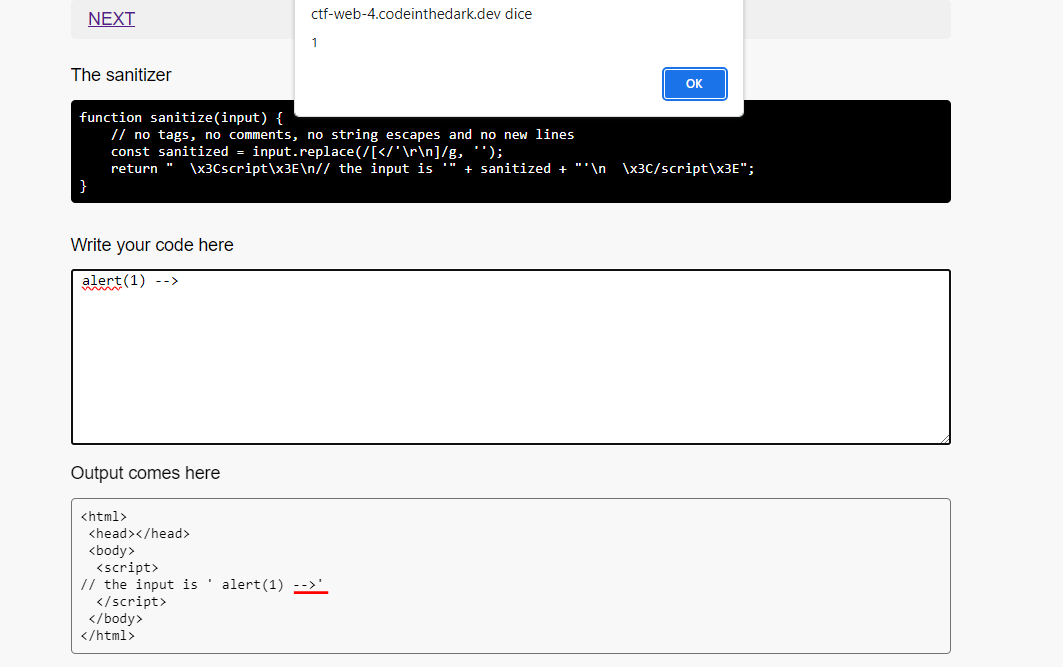 ctf-web-4.codeinthedark.dev dice
1
OK
NEXT
The sanitizer
function sanitize(input) {
    // no tags, no comments, no string escapes and no new lines
    const sanitized = input.replace(/[</'\r\n]/g, '');
    return "  \x3Cscript\x3E\n// the input is '" + sanitized + "'\n  \x3C/script\x3E";
}
Write your code here
alert(1) -->
Output comes here
<html>
 <head></head>
 <body>
  <script>
// the input is ' alert(1) -->'
  </script>
 </body>
</html>